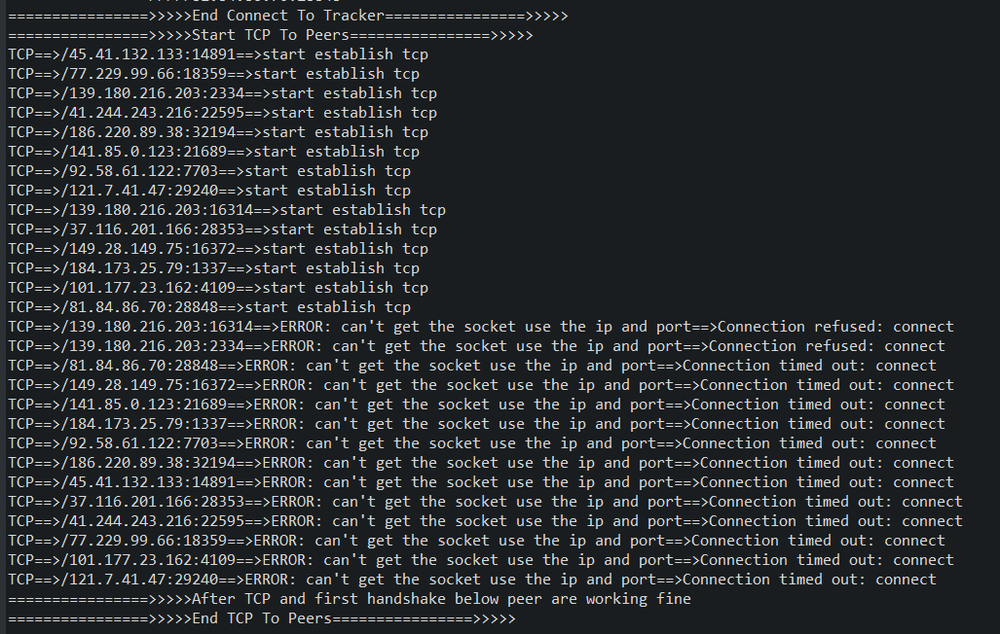 ================>>>>>End Connect To Tracker================>>>>>
================>>>>>Start TCP To Peers================>>>>>
TCP==>/45.41.132.133:14891==>start establish tcp
TCP==>/77.229.99.66:18359==>start establish tcp
TCP==>/139.180.216.203:2334==>start establish tcp
TCP==>/41.244.243.216:22595==>start establish tcp
TCP==>/186.220.89.38:32194==>start establish tcp
TCP==>/141.85.0.123:21689==>start establish tcp
TCP==>/92.58.61.122:7703==>start establish tcp
TCP==>/121.7.41.47:29240==>start establish tcp
TCP==>/139.180.216.203:16314==>start establish tcp
TCP==>/37.116.201.166:28353==>start establish tcp
TCP==>/149.28.149.75:16372==>start establish tcp
TCP==>/184.173.25.79:1337==>start establish tcp
TCP==>/101.177.23.162:4109==>start establish tcp
TCP==>/81.84.86.70:28848==>start establish tcp
TCP==>/139.180.216.203:16314==>ERROR: can't get the socket use the ip and port==>Connection refused: connect
TCP==>/139.180.216.203:2334==>ERROR: can't get the socket use the ip and port==>Connection refused: connect
TCP==>/81.84.86.70:28848==>ERROR: can't get the socket use the ip and port==>Connection timed out: connect
TCP==>/149.28.149.75:16372==>ERROR: can't get the socket use the ip and port==>Connection timed out: connect
TCP==>/141.85.0.123:21689==>ERROR: can't get the socket use the ip and port==>Connection timed out: connect
TCP==>/184.173.25.79:1337==>ERROR: can't get the socket use the ip and port==>Connection timed out: connect
TCP==>/92.58.61.122:7703==>ERROR: can't get the socket use the ip and port==>Connection timed out: connect
TCP==>/186.220.89.38:32194==>ERROR: can't get the socket use the ip and port==>Connection timed out: connect
TCP==>/45.41.132.133:14891==>ERROR: can't get the socket use the ip and port==>Connection timed out: connect
TCP==>/37.116.201.166:28353==>ERROR: can't get the socket use the ip and port==>Connection timed out: connect
TCP==>/41.244.243.216:22595==>ERROR: can't get the socket use the ip and port==>Connection timed out: connect
TCP==>/77.229.99.66:18359==>ERROR: can't get the socket use the ip and port==>Connection timed out: connect
TCP==>/101.177.23.162:4109==>ERROR: can't get the socket use the ip and port==>Connection timed out: connect
TCP==>/121.7.41.47:29240==>ERROR: can't get the socket use the ip and port==>Connection timed out: connect
================>>>>>After TCP and first handshake below peer are working fine
================>>>>>End TCP To Peers================>>>>>